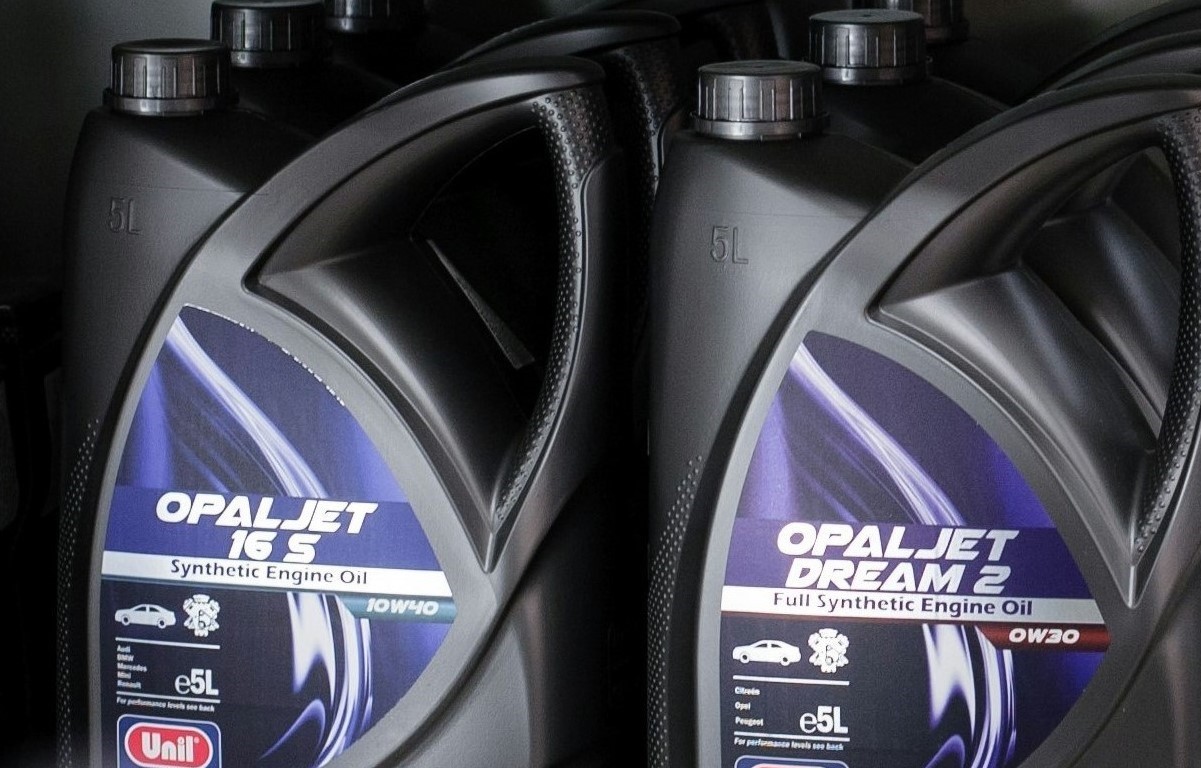 5L
OPALJET
16 S
Synthetic Engine Oil
10W40
Audi
BMW
Mercedes
Mini
Renault
e5L
For performance levels see back
Unil®
5L
OPALJET
DREAM 2
Full Synthetic Engine Oil
0W30
Citroën
Opel
Peugeot
e5L
For performance levels see back